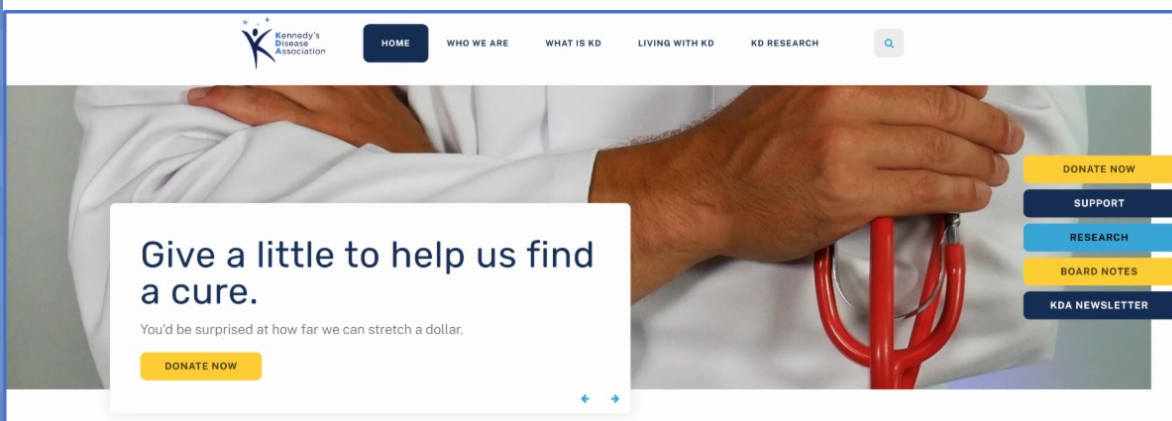 Kennedy's
Disease
Association
HOME
WHO WE ARE
WHAT IS KD
LIVING WITH KD
KD RESEARCH
DONATE NOW
SUPPORT
RESEARCH
BOARD NOTES
KDA NEWSLETTER
Give a little to help us find
a cure.
You'd be surprised at how far we can stretch a dollar.
DONATE NOW